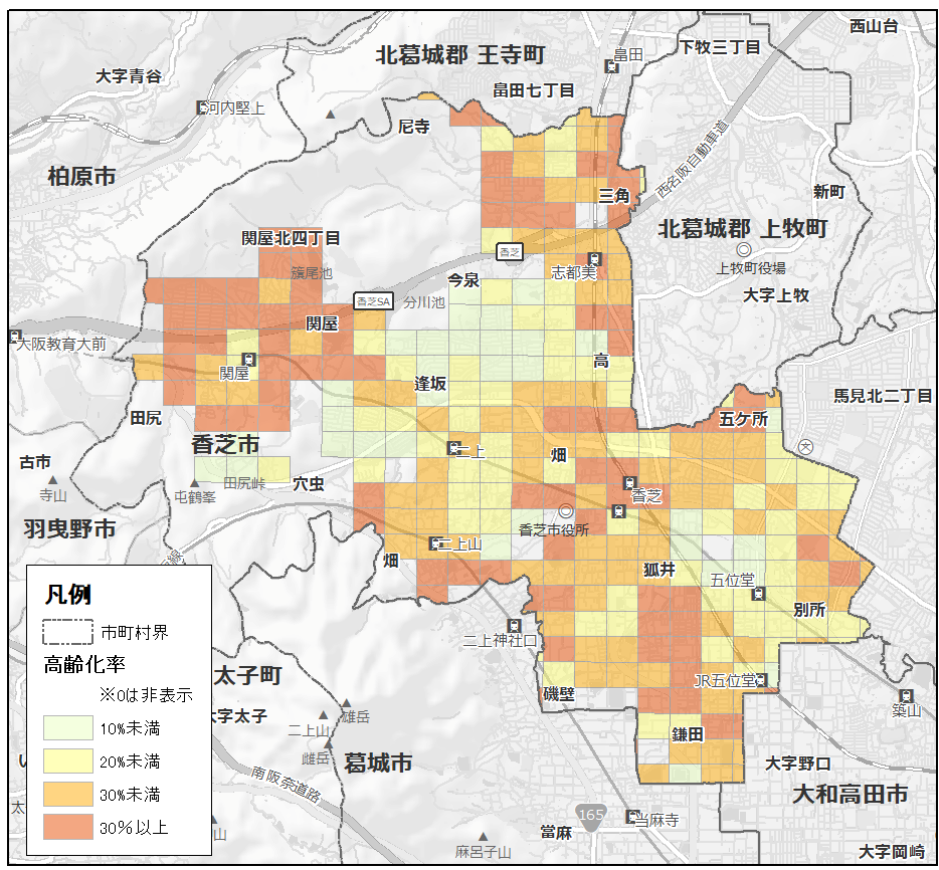 西山台
北葛城郡 王寺町
畠田
下牧三丁目
大字青谷
畠田七丁目
河内堅上
尼寺
西名阪自動車道
柏原市
三角
新町
北葛城郡 上牧町
関屋北四丁目
香芝
上牧町役場
今泉
志都美
大字上牧
香芝SA
分川池
関屋
大阪教育大前
高
関屋
逢坂
馬見北二丁目
田尻
五ケ所
香芝市
文
古市
二上
畑
田尻峠
穴虫
寺山
屯鶴峯
香芝
羽曳野市
香芝市役所
二上山
畑
狐井
五位堂
凡例
市町村界
高齢化率
※0は非表示
10%未満
20%未満
30%未満
30%以上
別所
二上神社口
太子町
JR五位堂
磯壁
大字太子
雄岳
二上山
築山
雌岳
鎌田
葛城市
大字野口
南阪奈道路
大和高田市
165
当麻寺
當麻
麻呂子山
大字岡崎